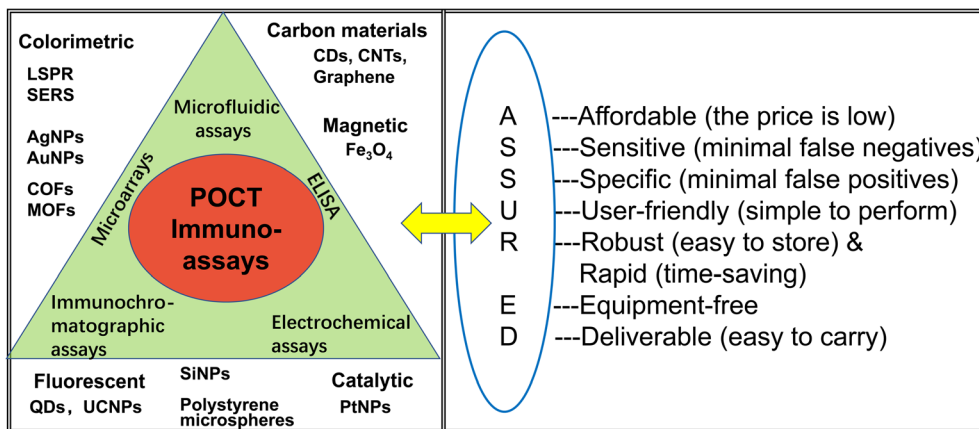 Colorimetric
LSPR
SERS
AgNPs
AuNPs
COFs
MOFs
Carbon materials
CDs, CNTs,
Graphene
Magnetic
Fe₃O₄
Microfluidic
assays
Microarrays
ELISA
POCT
Immuno-
assays
Immunochro-
matographic
assays
Electrochemical
assays
Fluorescent
QDs, UCNPs
SiNPs
Polystyrene
microspheres
Catalytic
PtNPs
A ---Affordable (the price is low)
S ---Sensitive (minimal false negatives)
S ---Specific (minimal false positives)
U ---User-friendly (simple to perform)
R ---Robust (easy to store) &
Rapid (time-saving)
E ---Equipment-free
D ---Deliverable (easy to carry)